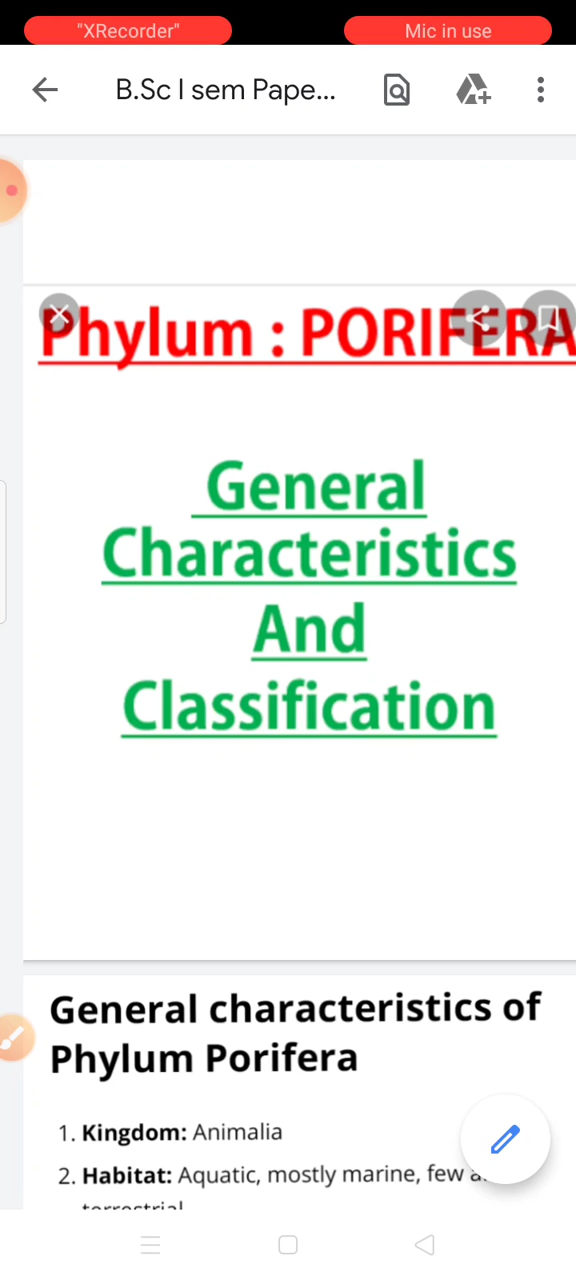 "XRecorder" Mic in use
B.Sc I sem Pape...
Phylum : PORIFERA
General
Characteristics
And
Classification
General characteristics of
Phylum Porifera
1. Kingdom: Animalia
2. Habitat: Aquatic, mostly marine, few
terrestrial